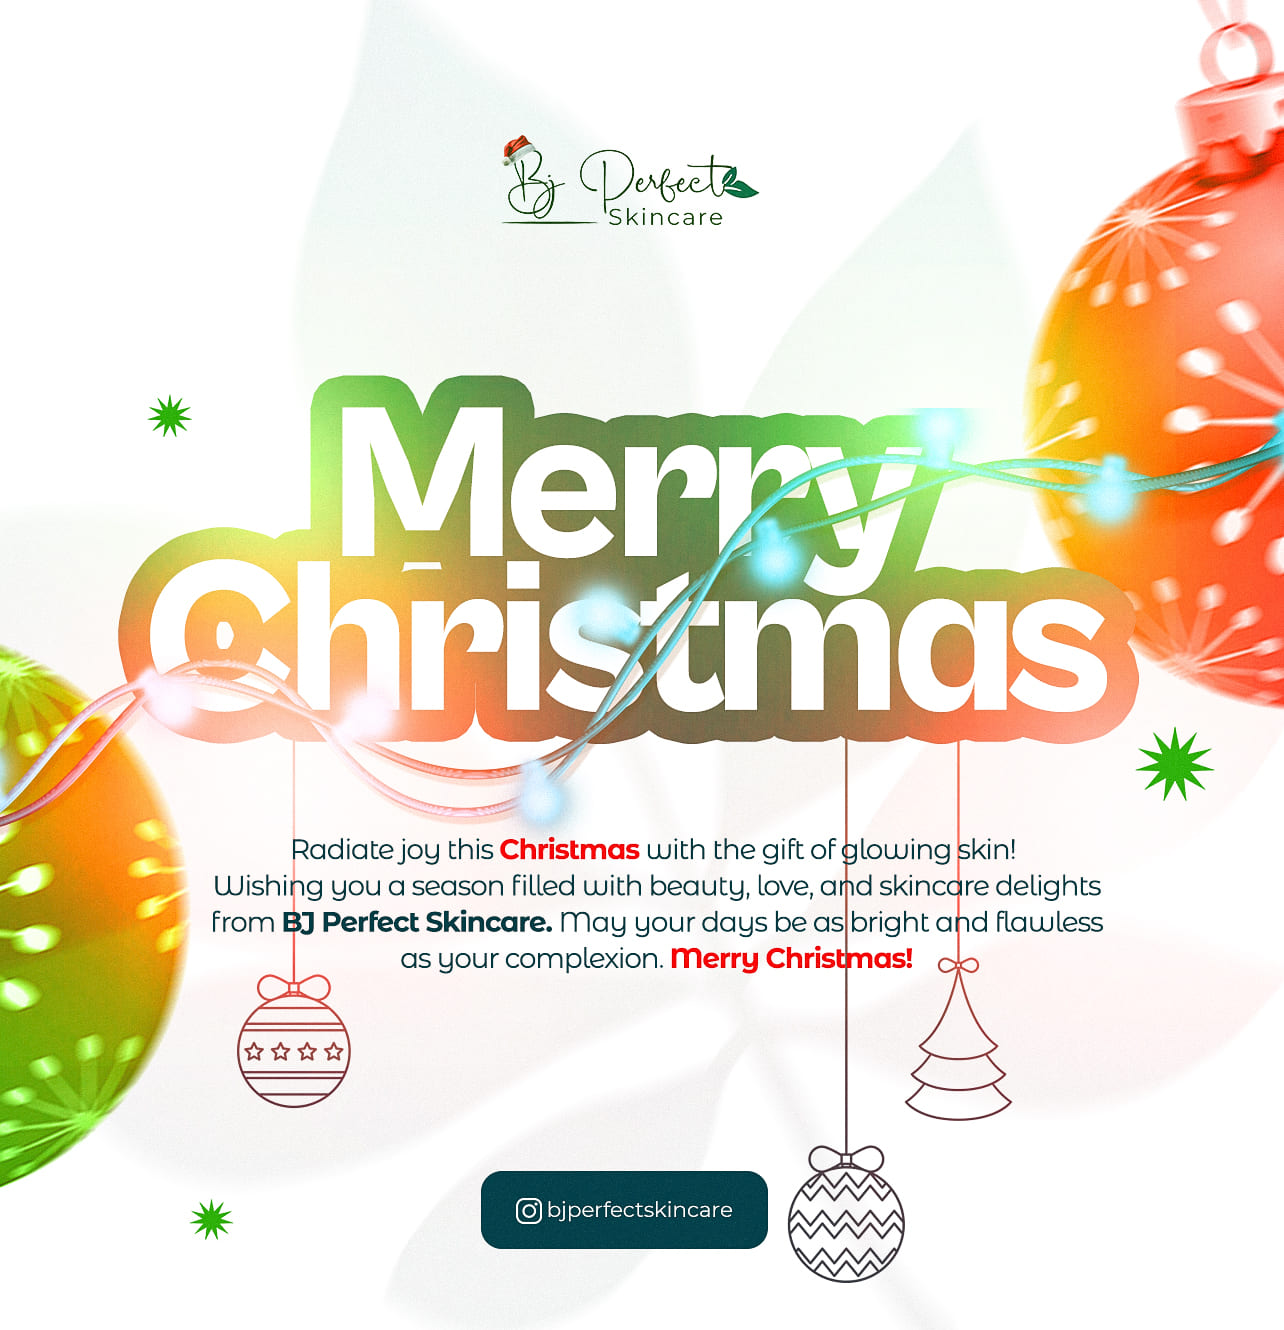 Bj Perfect
Skincare
Merry
Christmas
Radiate joy this Christmas with the gift of glowing skin!
Wishing you a season filled with beauty, love, and skincare delights
from BJ Perfect Skincare. May your days be as bright and flawless
as your complexion. Merry Christmas!
bjperfectskincare